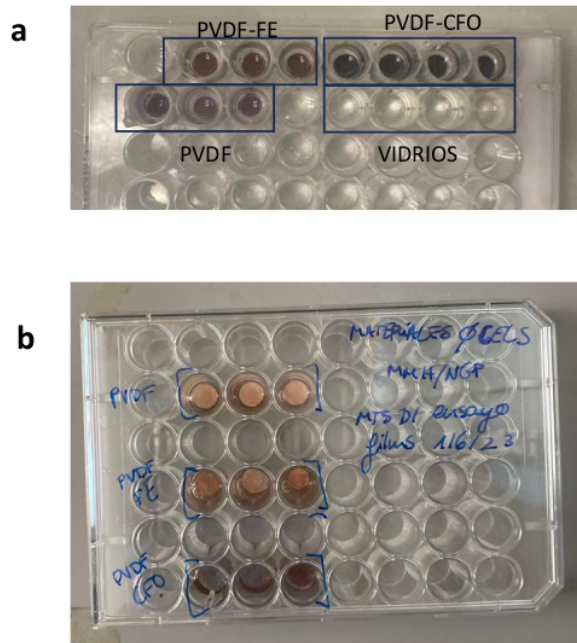 a
PVDF-FE PVDF-CFO
PVDF VIDRIOS
b
MATERIALES ØCELS
MMH/NGP
MTS D1 ensayo
films 1/6/23
PVDF
PVDF
FE
PVDF
CFO